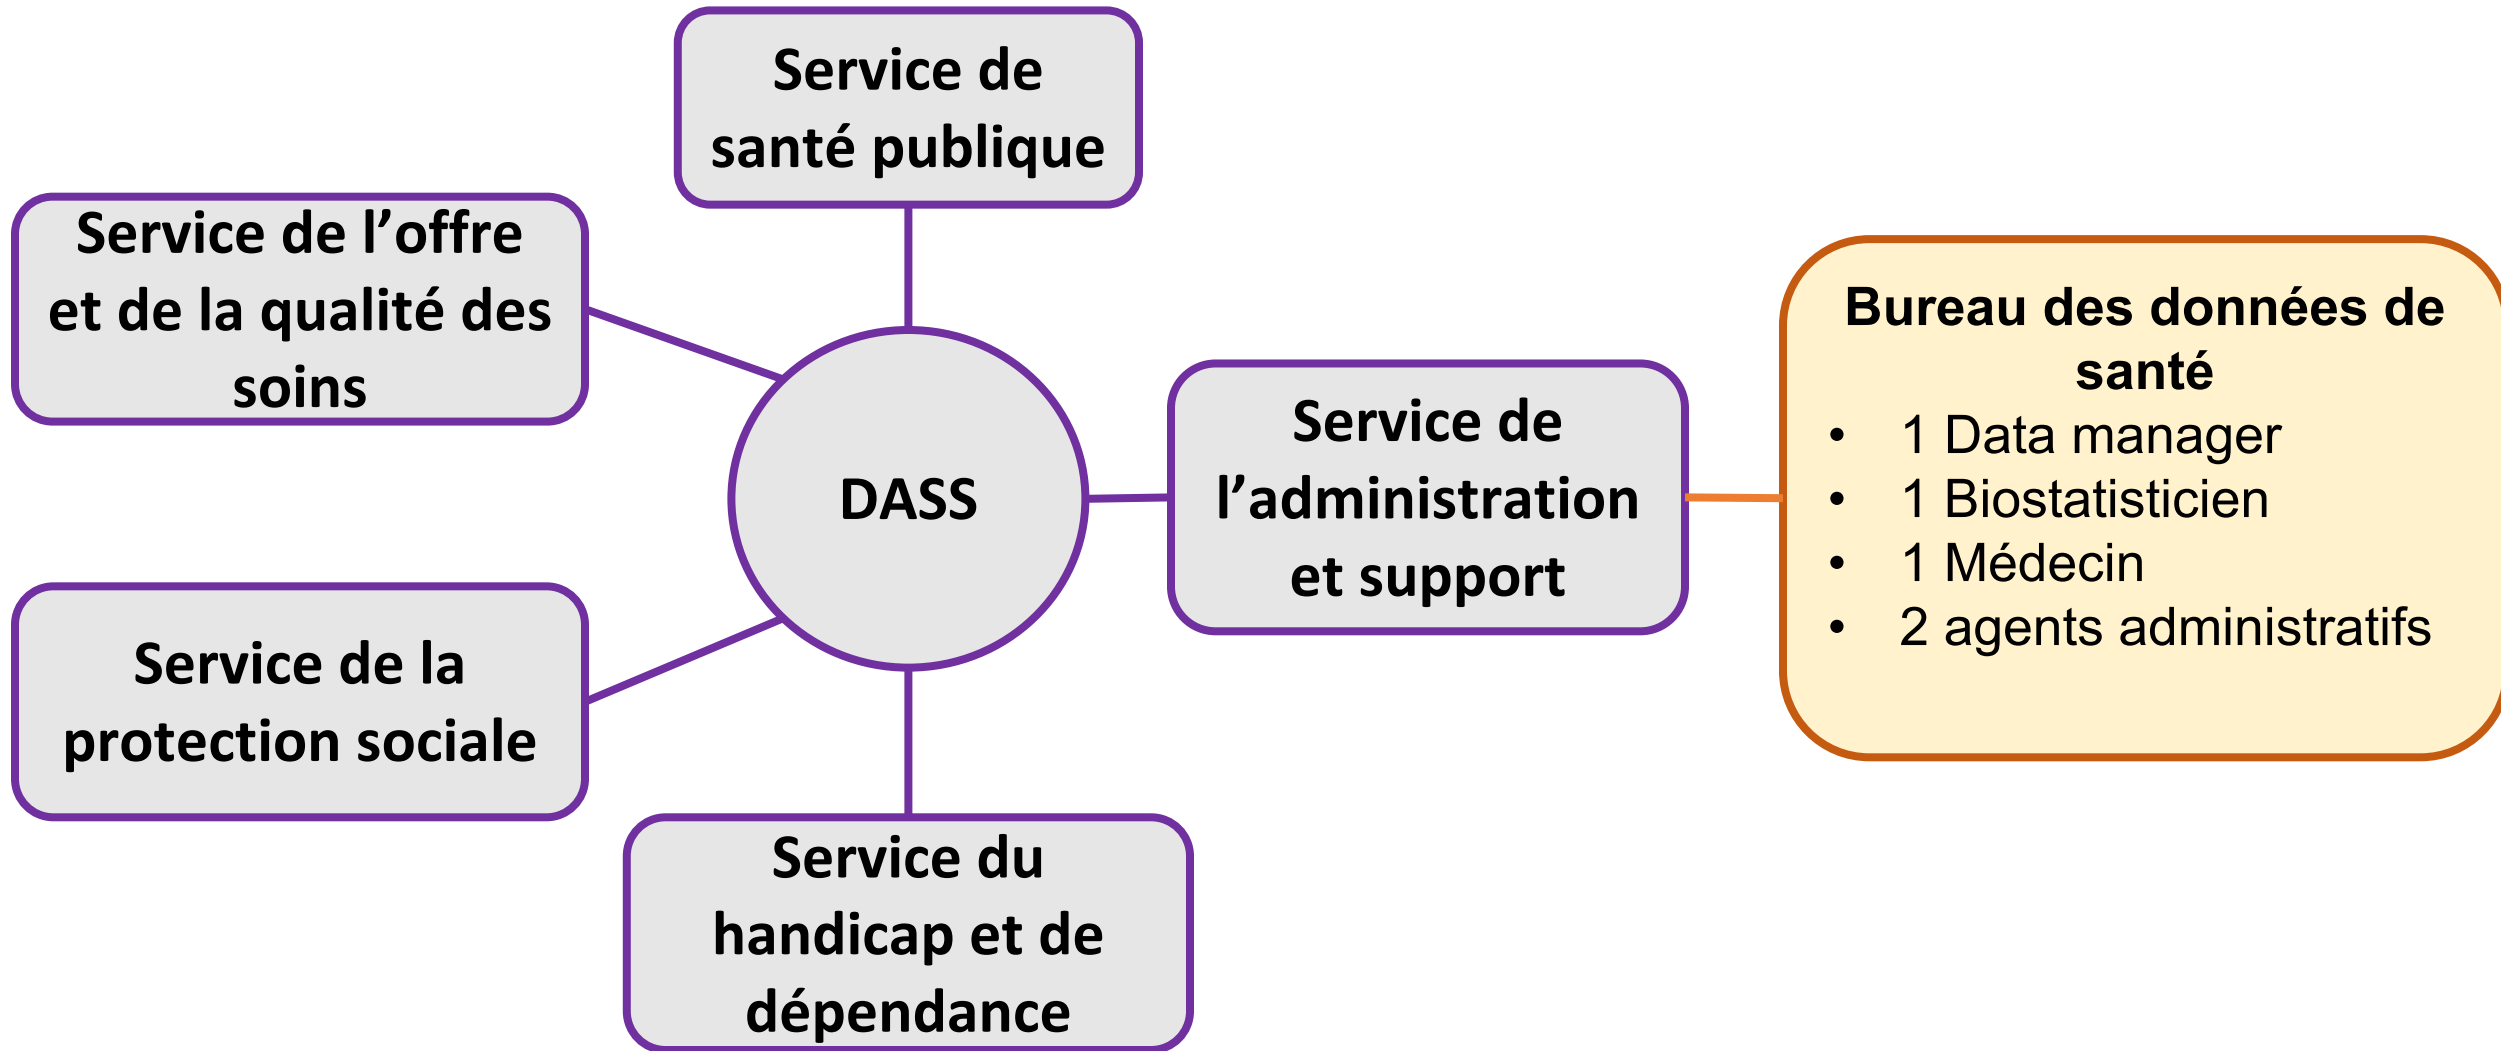 Service de
santé publique
Service de l’offre
et de la qualité des
soins
DASS
Service de
l’administration
et support
Bureau des données de
santé
• 1 Data manager
• 1 Biostatisticien
• 1 Médecin
• 2 agents administratifs
Service de la
protection sociale
Service du
handicap et de
dépendance